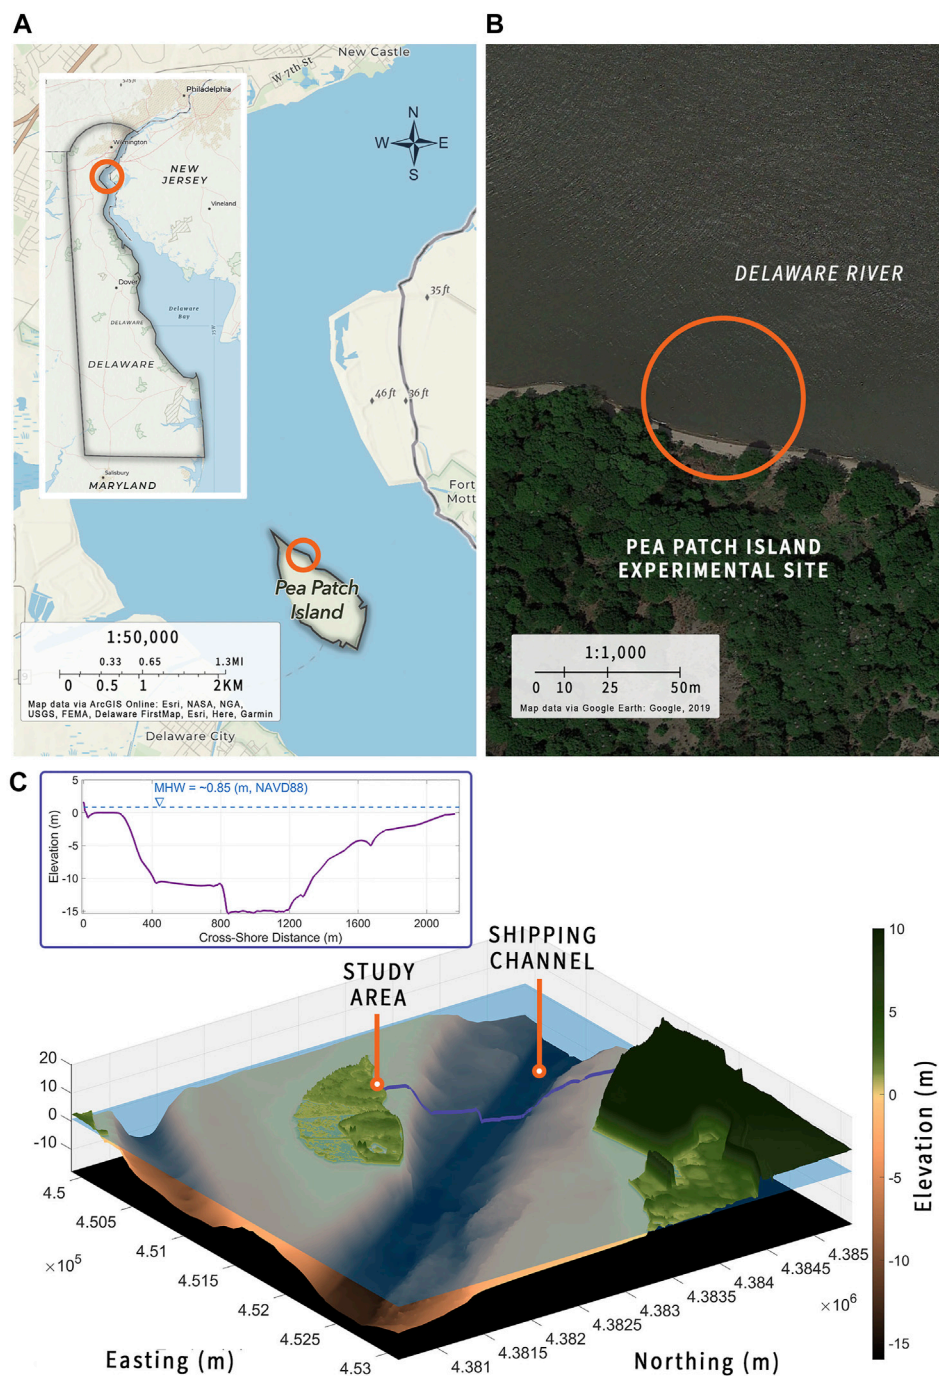 A
B
New Castle
W 7th St
N
W
E
S
Philadelphia
Wilmington
NEW
JERSEY
Vineland
Dover
Delaware
Bay
DELAWARE
DELAWARE
Salisbury
MARYLAND
35 ft
46 ft
36 ft
Fort
Mott
Pea Patch
Island
1:50,000
0.33 0.65 1.3MI
0 0.5 1 2KM
Map data via ArcGIS Online: Esri, NASA, NGA,
USGS, FEMA, Delaware FirstMap, Esri, Here, Garmin
Delaware City
DELAWARE RIVER
PEA PATCH ISLAND
EXPERIMENTAL SITE
1:1,000
0 10 25 50m
Map data via Google Earth: Google, 2019
C
MHW = ~0.85 (m, NAVD88)
Elevation (m)
5
0
-5
-10
-15
0 400 800 1200 1600 2000
Cross-Shore Distance (m)
STUDY
AREA
SHIPPING
CHANNEL
20
10
0
-10
4.5
4.505
4.51
4.515
4.52
4.525
4.53
×10⁵
Easting (m)
4.381
4.3815
4.382
4.3825
4.383
4.3835
4.384
4.3845
4.385
×10⁶
Northing (m)
10
5
0
-5
-10
-15
Elevation (m)